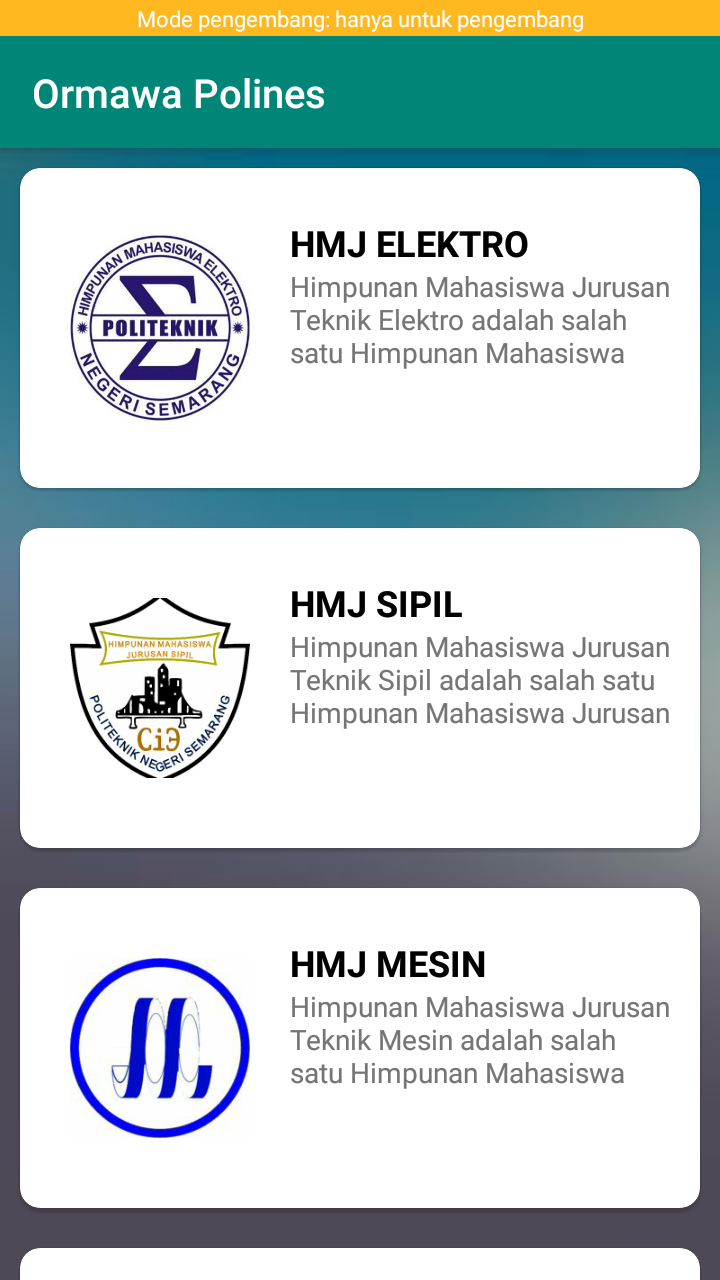 Mode pengembang: hanya untuk pengembang
Ormawa Polines
HIMPUNAN MAHASISWA ELEKTRO
POLITEKNIK
NEGERI SEMARANG
HMJ ELEKTRO
Himpunan Mahasiswa Jurusan
Teknik Elektro adalah salah
satu Himpunan Mahasiswa
HIMPUNAN MAHASISWA
JURUSAN SIPIL
CiЭ
POLITEKNIK NEGERI SEMARANG
HMJ SIPIL
Himpunan Mahasiswa Jurusan
Teknik Sipil adalah salah satu
Himpunan Mahasiswa Jurusan
HMJ MESIN
Himpunan Mahasiswa Jurusan
Teknik Mesin adalah salah
satu Himpunan Mahasiswa